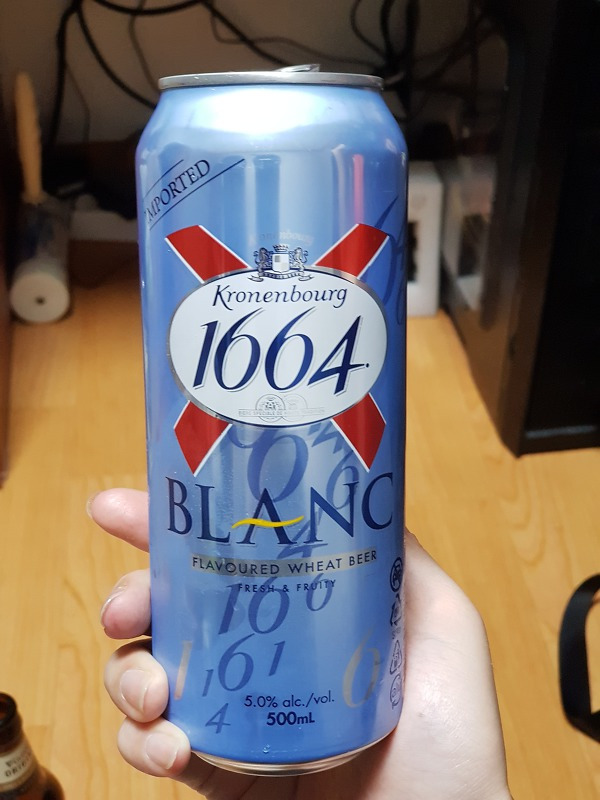 IMPORTED
Kronenbourg
1664
BLANC
FLAVOURED WHEAT BEER
FRESH & FRUITY
5.0% alc./vol.
500mL